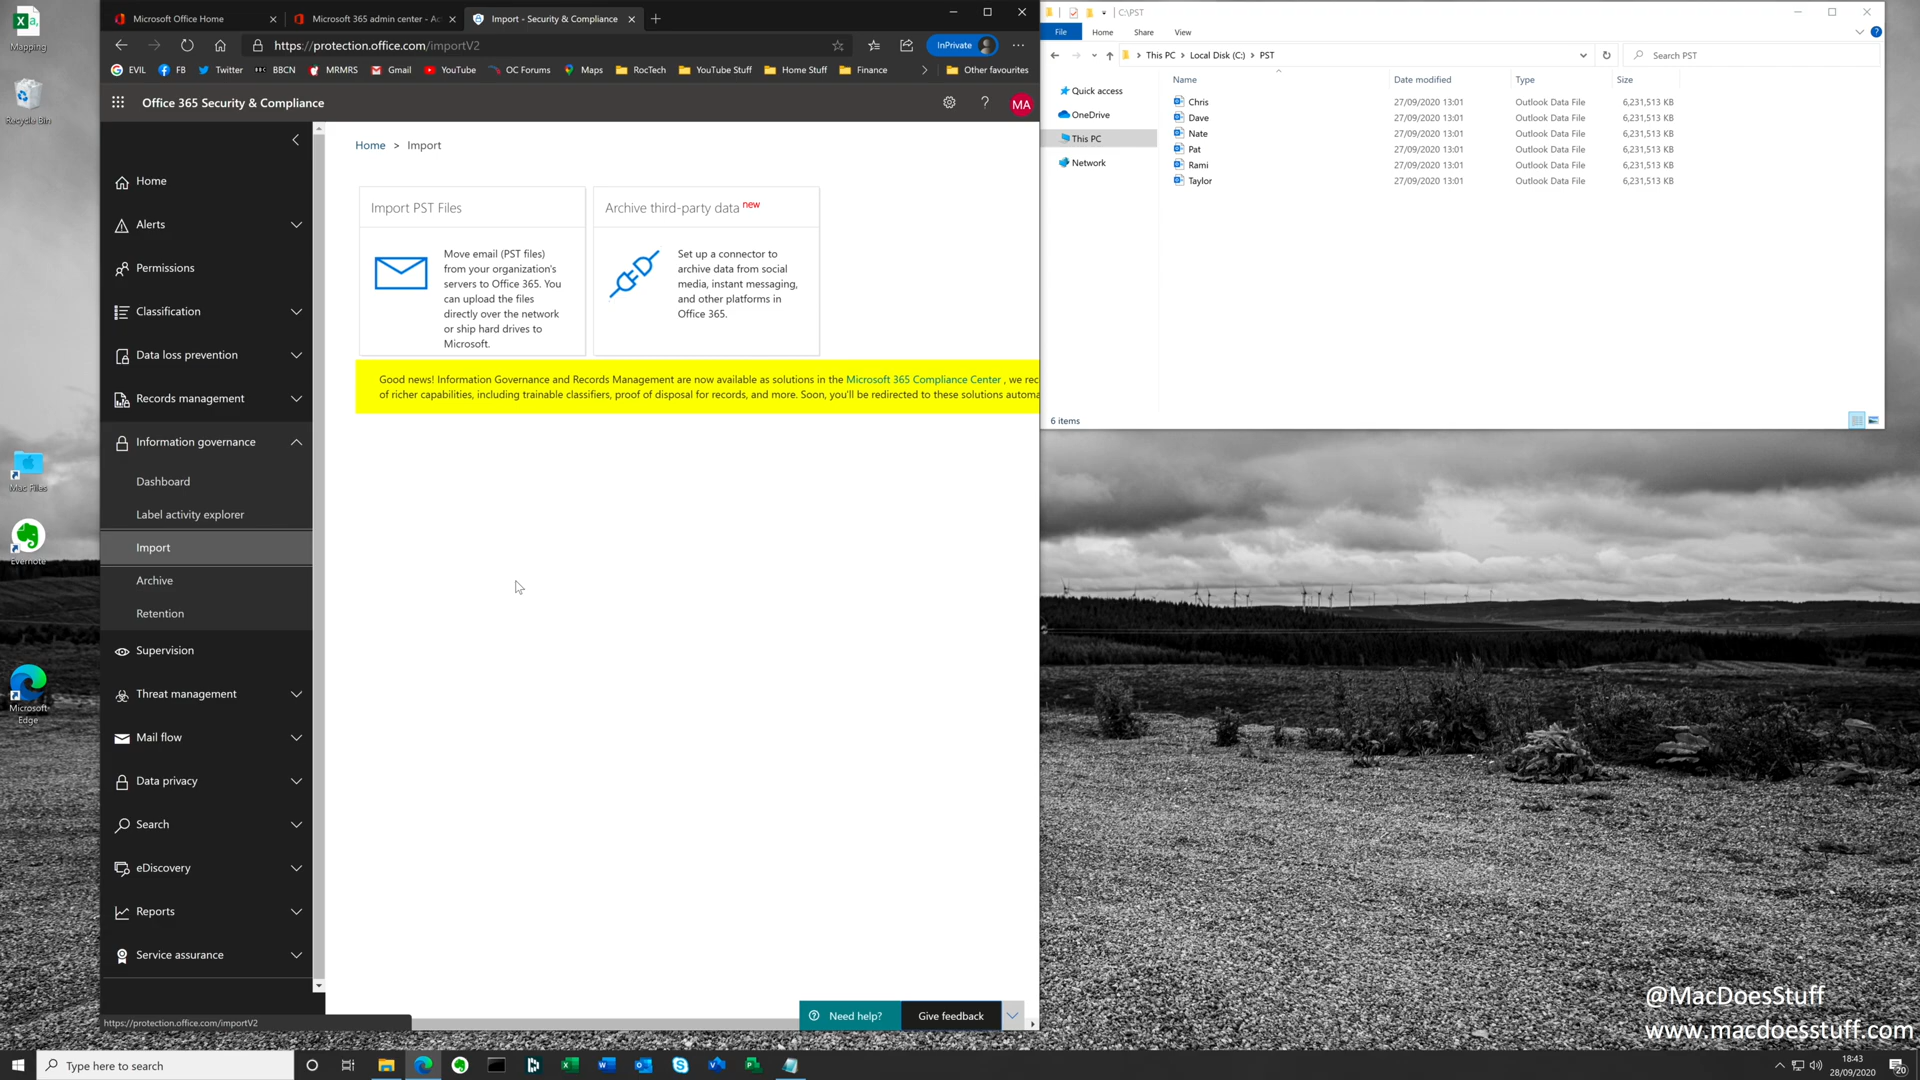 Mapping
Recycle Bin
Mac Files
Evernote
Microsoft Edge
Microsoft Office Home
Microsoft 365 admin center - Ac
Import - Security & Compliance
https://protection.office.com/importV2
InPrivate
EVIL
FB
Twitter
BBC BBCN
MRMRS
Gmail
YouTube
OC Forums
Maps
RocTech
YouTube Stuff
Home Stuff
Finance
Other favourites
Office 365 Security & Compliance
MA
Home
Alerts
Permissions
Classification
Data loss prevention
Records management
Information governance
Dashboard
Label activity explorer
Import
Archive
Retention
Supervision
Threat management
Mail flow
Data privacy
Search
eDiscovery
Reports
Service assurance
https://protection.office.com/importV2
Home > Import
Import PST Files
Move email (PST files)
from your organization's
servers to Office 365. You
can upload the files
directly over the network
or ship hard drives to
Microsoft.
Archive third-party data new
Set up a connector to
archive data from social
media, instant messaging,
and other platforms in
Office 365.
Good news! Information Governance and Records Management are now available as solutions in the Microsoft 365 Compliance Center , we rec
of richer capabilities, including trainable classifiers, proof of disposal for records, and more. Soon, you'll be redirected to these solutions automa
Need help?
Give feedback
C:\PST
File Home Share View
This PC > Local Disk (C:) > PST
Search PST
Quick access
OneDrive
This PC
Network
Name Date modified Type Size
Chris 27/09/2020 13:01 Outlook Data File 6,231,513 KB
Dave 27/09/2020 13:01 Outlook Data File 6,231,513 KB
Nate 27/09/2020 13:01 Outlook Data File 6,231,513 KB
Pat 27/09/2020 13:01 Outlook Data File 6,231,513 KB
Rami 27/09/2020 13:01 Outlook Data File 6,231,513 KB
Taylor 27/09/2020 13:01 Outlook Data File 6,231,513 KB
6 items
@MacDoesStuff
www.macdoesstuff.com
Type here to search
18:43
28/09/2020
20